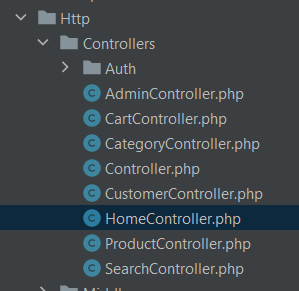 Http
Controllers
Auth
AdminController.php
CartController.php
CategoryController.php
Controller.php
CustomerController.php
HomeController.php
ProductController.php
SearchController.php